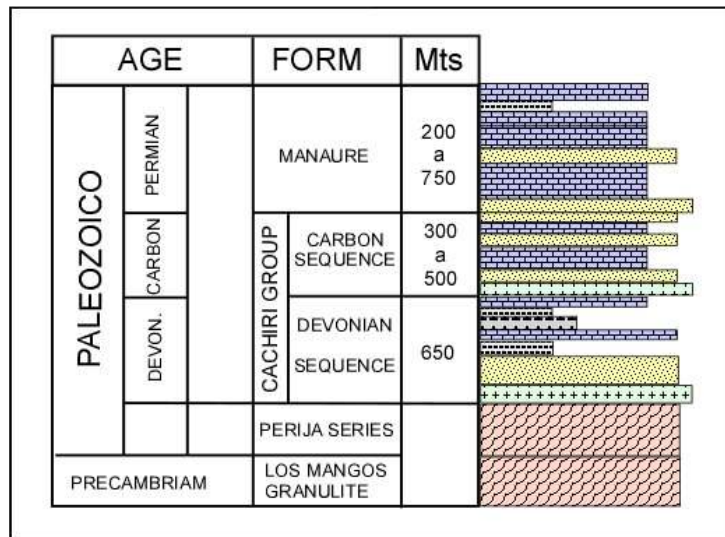 AGE FORM Mts
PALEOZOICO
PERMIAN
MANAURE
200
a
750
CARBON
CACHIRI GROUP
CARBON
SEQUENCE
300
a
500
DEVON.
DEVONIAN
SEQUENCE
650
PERIJA SERIES
PRECAMBRIAM
LOS MANGOS
GRANULITE